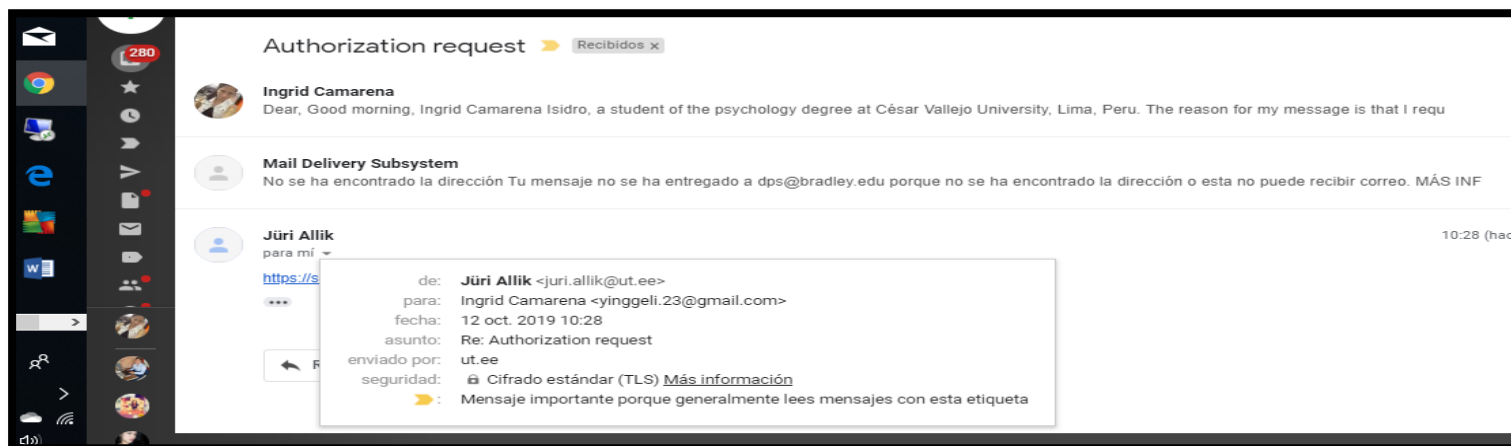 280
Authorization request Recibidos x
Ingrid Camarena
Dear, Good morning, Ingrid Camarena Isidro, a student of the psychology degree at César Vallejo University, Lima, Peru. The reason for my message is that I requ
Mail Delivery Subsystem
No se ha encontrado la dirección Tu mensaje no se ha entregado a dps@bradley.edu porque no se ha encontrado la dirección o esta no puede recibir correo. MÁS INF
Jüri Allik
10:28 (hac
para mí
https://s
de: Jüri Allik <juri.allik@ut.ee>
para: Ingrid Camarena <yinggeli.23@gmail.com>
fecha: 12 oct. 2019 10:28
asunto: Re: Authorization request
enviado por: ut.ee
R
seguridad: Cifrado estándar (TLS) Más información
Mensaje importante porque generalmente lees mensajes con esta etiqueta